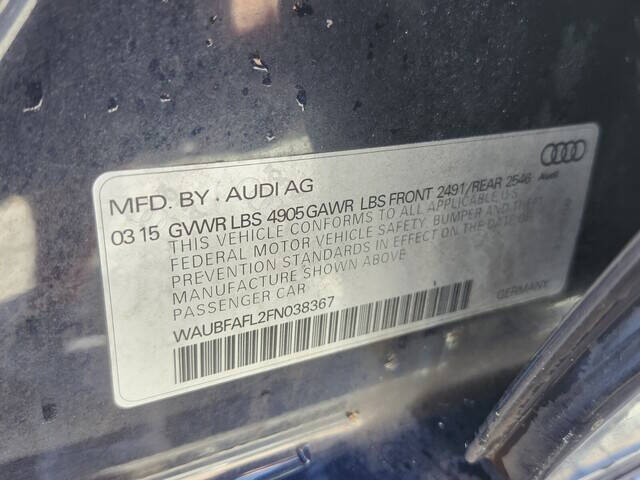 MFD. BY. AUDI AG
Audi
03 15 GVWR LBS 4905 GAWR LBS FRONT 2491/REAR 2546
THIS VEHICLE CONFORMS TO ALL APPLICABLE U.S.
FEDERAL MOTOR VEHICLE SAFETY, BUMPER AND THEFT
PREVENTION STANDARDS IN EFFECT ON THE DATE OF
MANUFACTURE SHOWN ABOVE
PASSENGER CAR
WAUBFAFL2FN038367
GERMANY